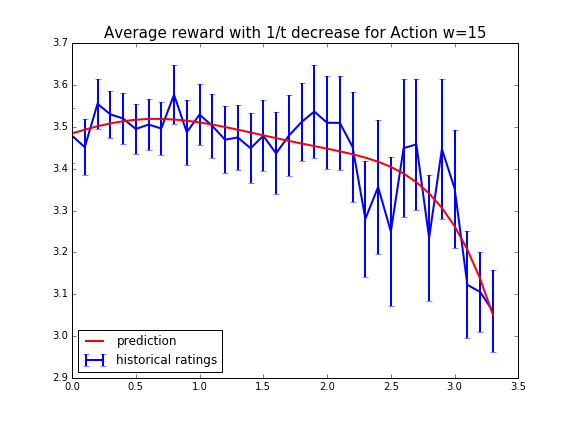 Average reward with 1/t decrease for Action w=15
3.7
3.6
3.5
3.4
3.3
3.2
3.1
3.0
2.9
prediction
historical ratings
0.0 0.5 1.0 1.5 2.0 2.5 3.0 3.5